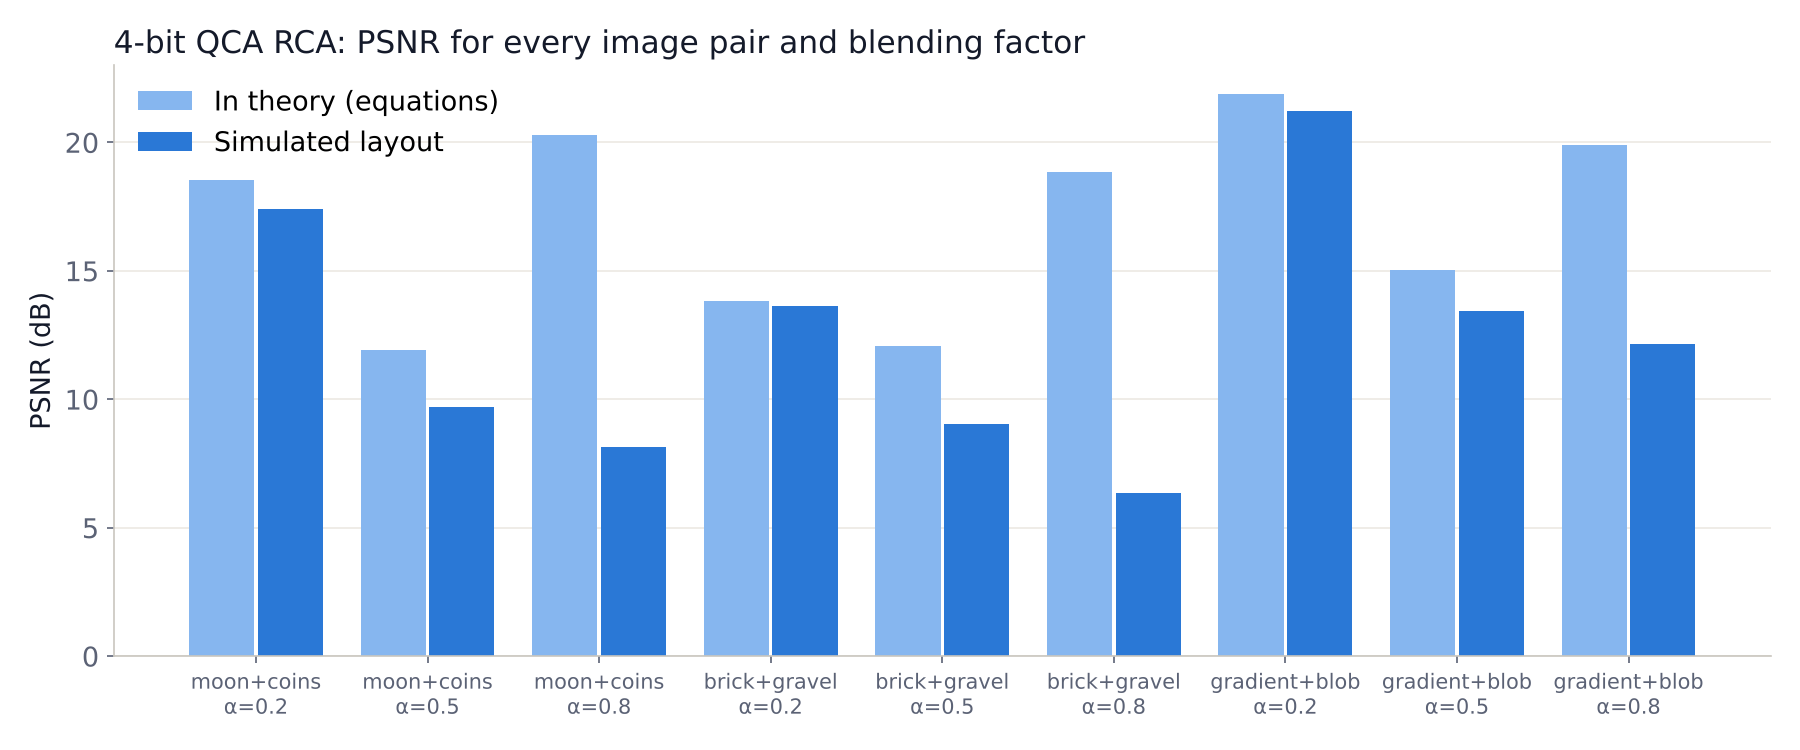 4-bit QCA RCA: PSNR for every image pair and blending factor
In theory (equations)
Simulated layout
PSNR (dB)
20
15
10
5
0
moon+coins moon+coins moon+coins brick+gravel brick+gravel brick+gravel gradient+blob gradient+blob gradient+blob
α=0.2 α=0.5 α=0.8 α=0.2 α=0.5 α=0.8 α=0.2 α=0.5 α=0.8